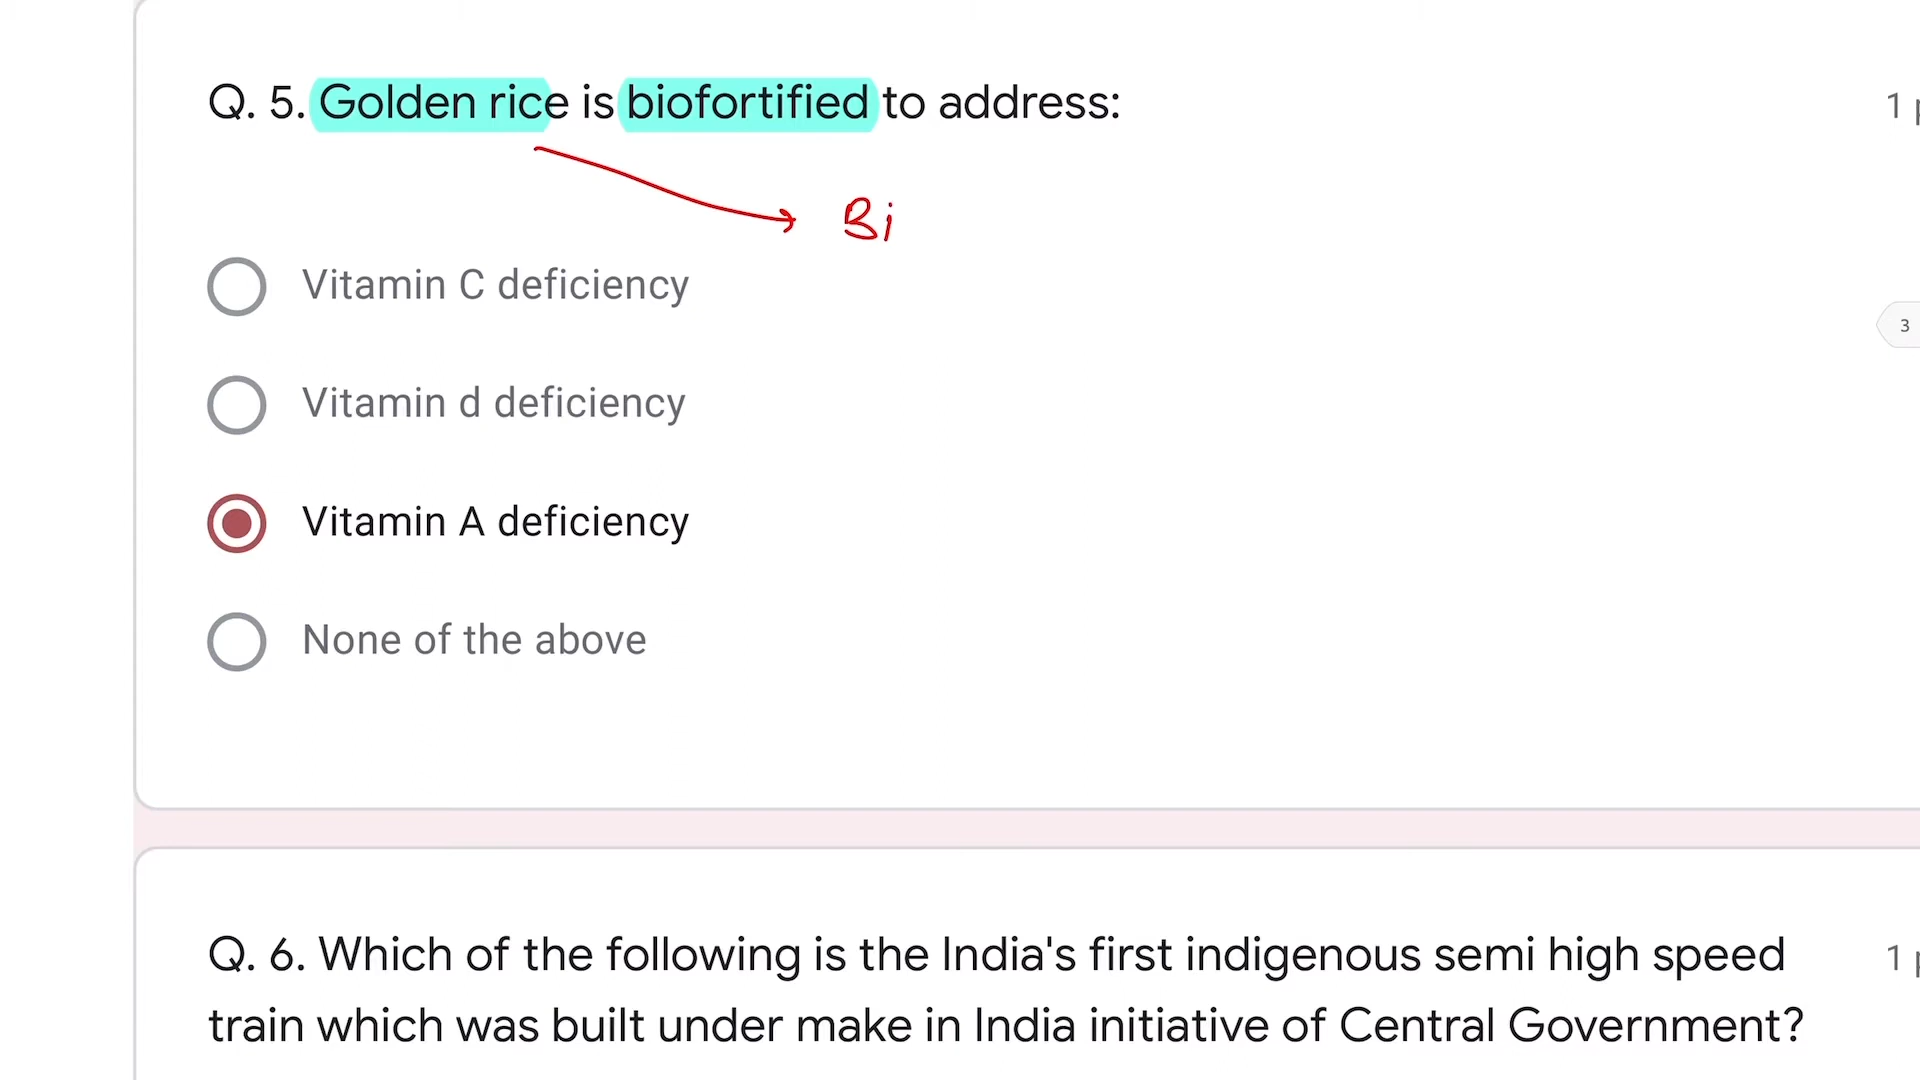 Q. 5. Golden rice is biofortified to address:
1
Bi
Vitamin C deficiency
3
Vitamin d deficiency
Vitamin A deficiency
None of the above
Q. 6. Which of the following is the India's first indigenous semi high speed
1
train which was built under make in India initiative of Central Government?